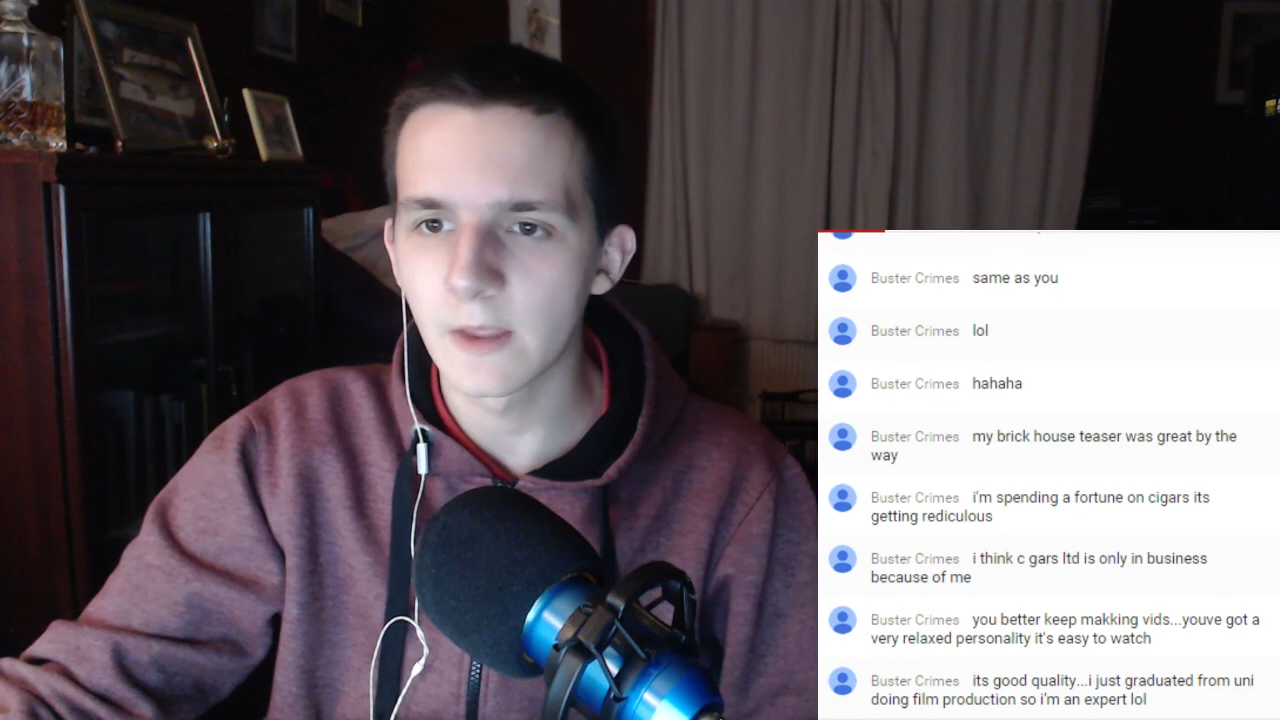 Buster Crimes same as you
Buster Crimes lol
Buster Crimes hahaha
Buster Crimes my brick house teaser was great by the
way
Buster Crimes i'm spending a fortune on cigars its
getting rediculous
Buster Crimes i think c gars ltd is only in business
because of me
Buster Crimes you better keep makking vids...youve got a
very relaxed personality it's easy to watch
Buster Crimes its good quality...i just graduated from uni
doing film production so i'm an expert lol